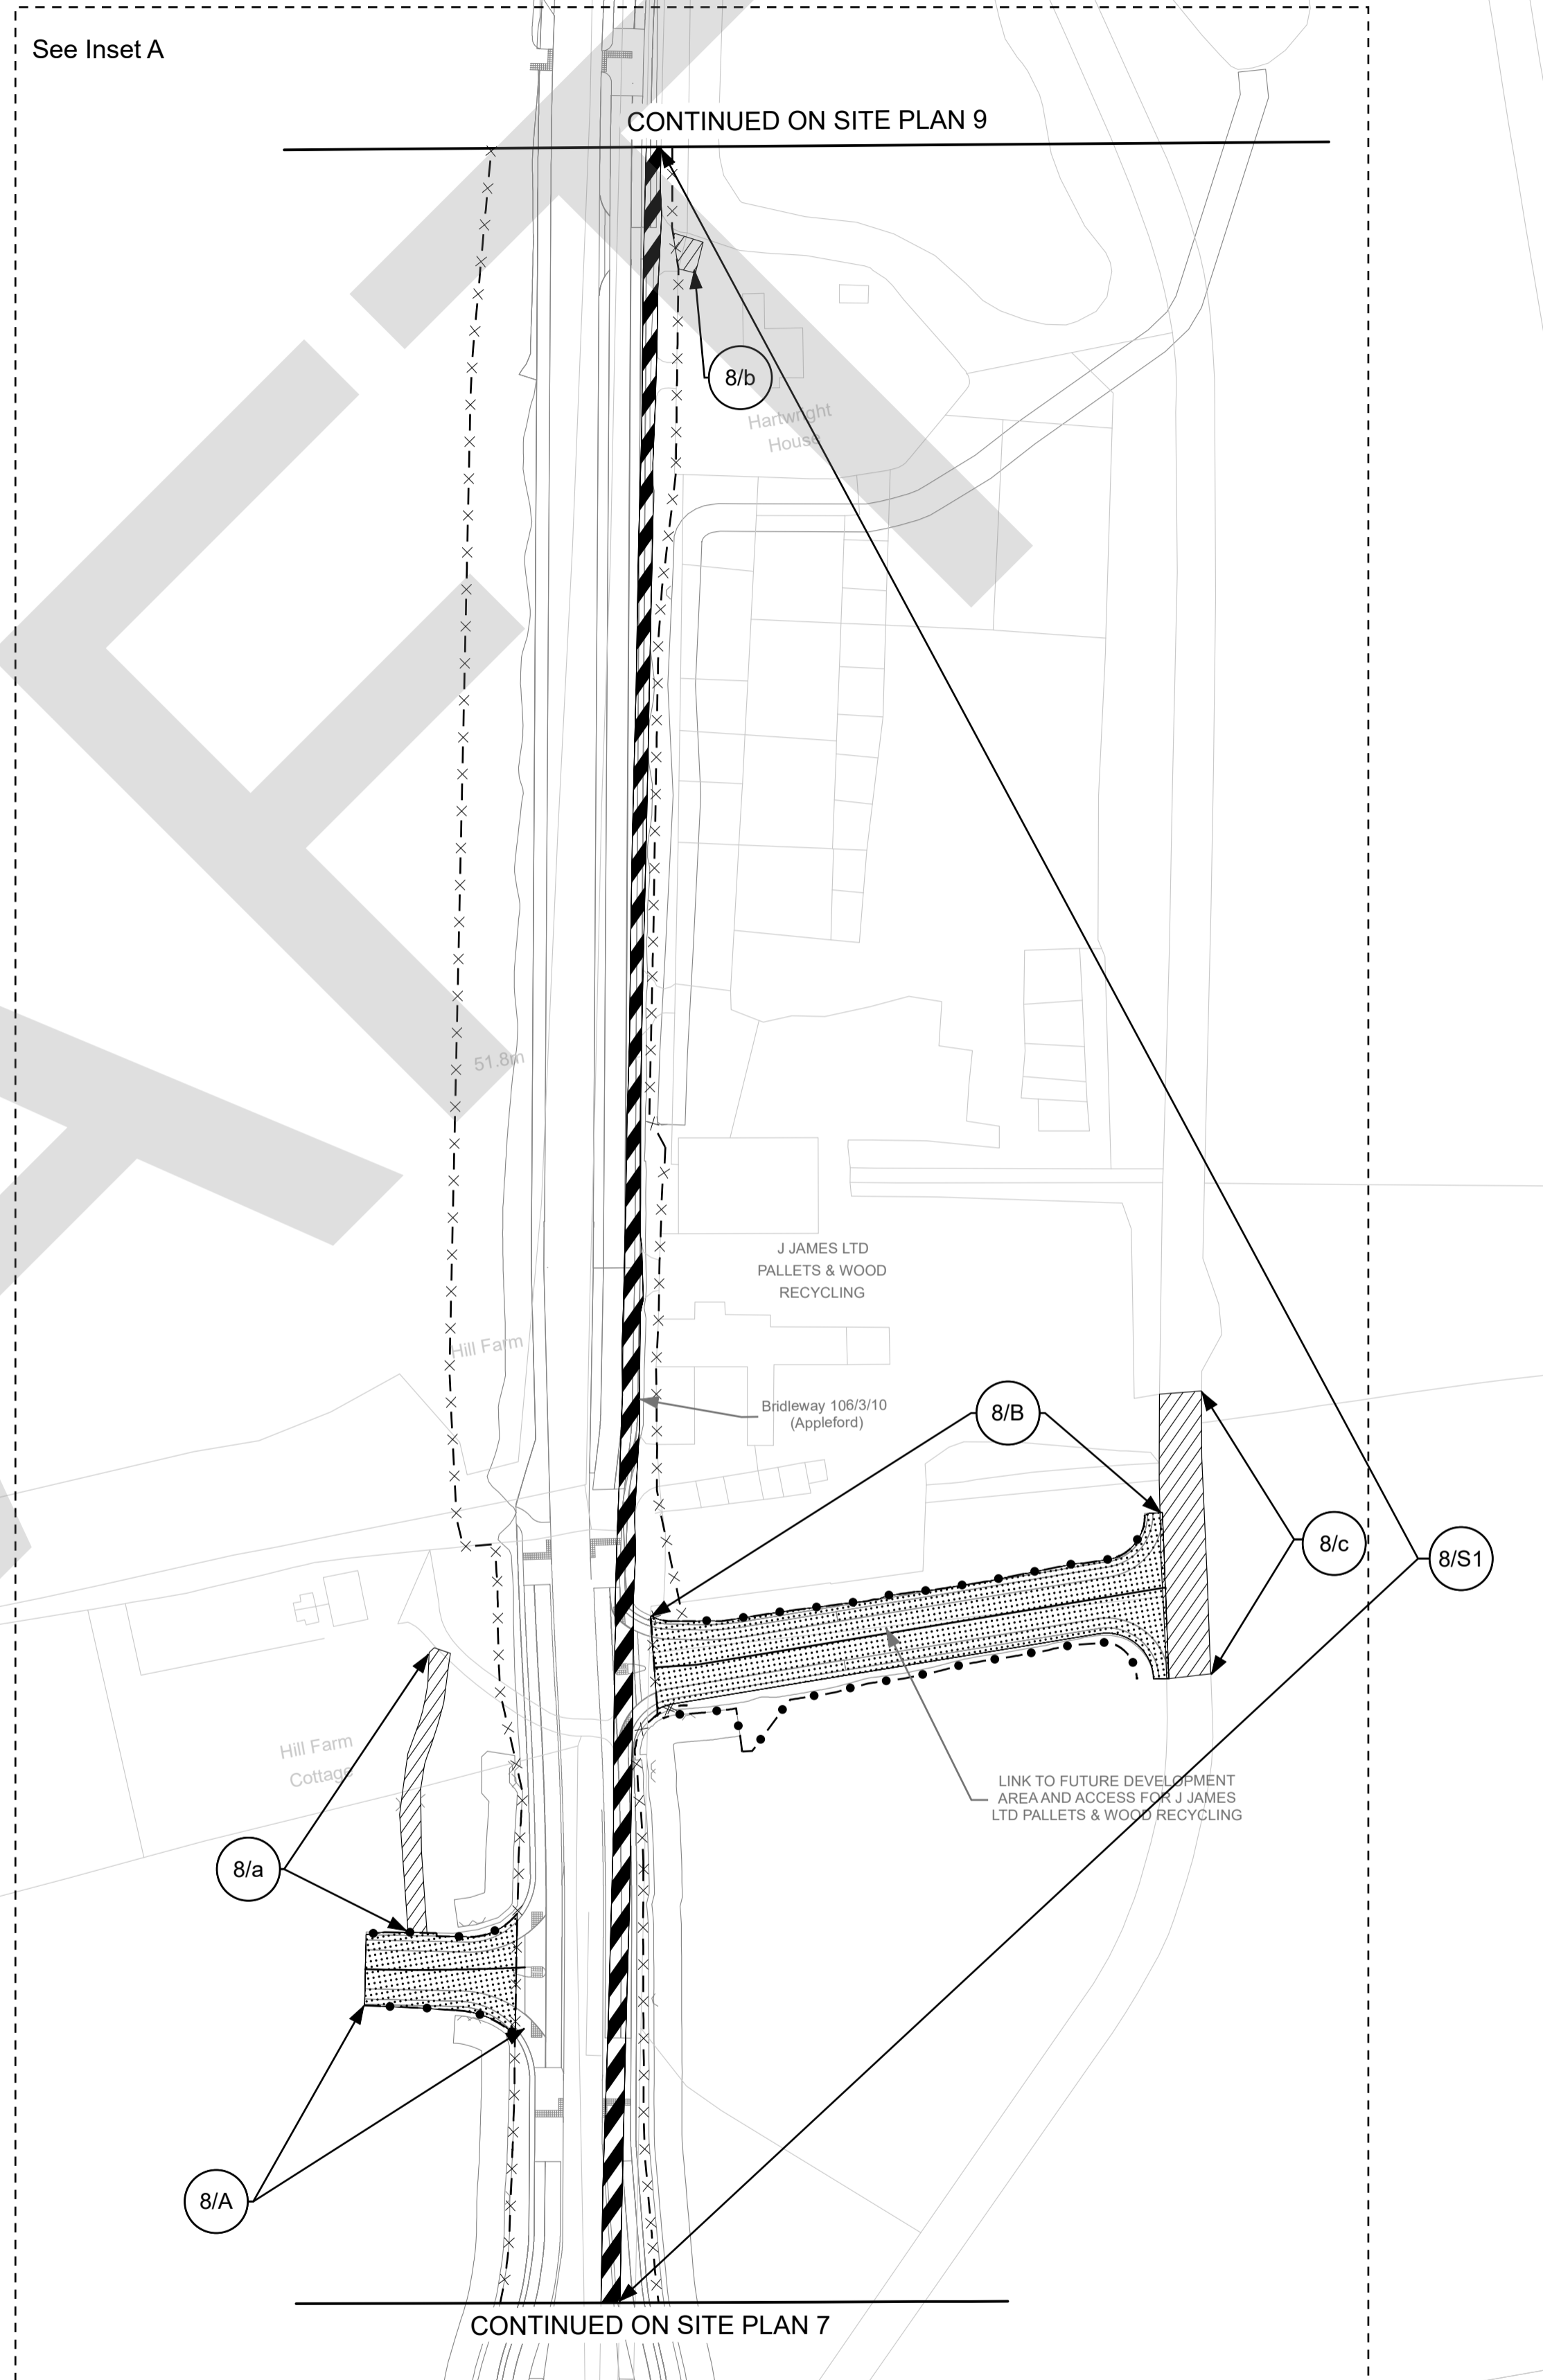 See Inset A
CONTINUED ON SITE PLAN 9
8/b
Hartwright
House
51.8m
J JAMES LTD
PALLETS & WOOD
RECYCLING
Hill Farm
Bridleway 106/3/10
(Appleford)
8/B
8/c
8/S1
Hill Farm
Cottage
LINK TO FUTURE DEVELOPMENT
AREA AND ACCESS FOR J JAMES
LTD PALLETS & WOOD RECYCLING
8/a
8/A
CONTINUED ON SITE PLAN 7